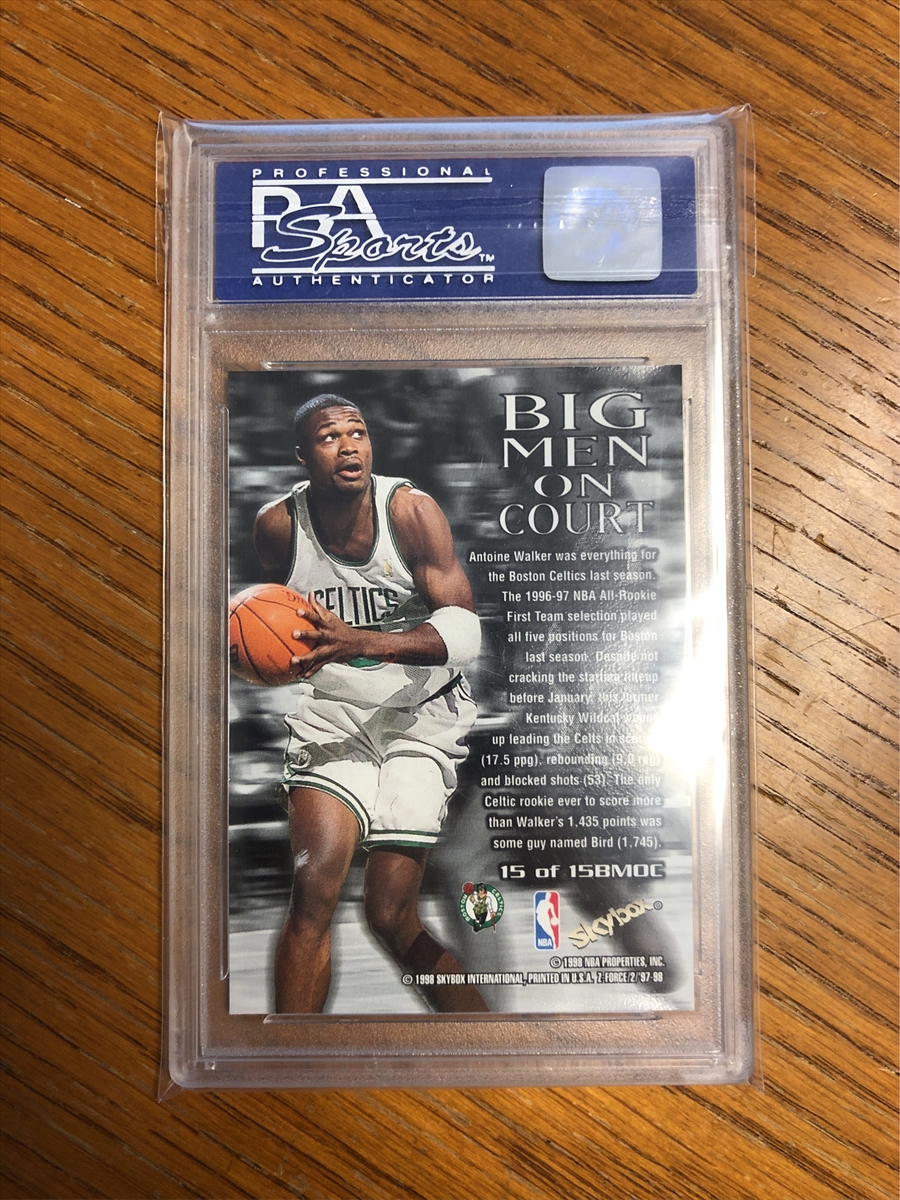 PROFESSIONAL
PSA
Sports™
AUTHENTICATOR
BIG
MEN
ON
COURT
Antoine Walker was everything for
the Boston Celtics last season.
The 1996-97 NBA All-Rookie
First Team selection played
all five positions for Boston
last season. Despite not
cracking the starting lineup
before January, this former
Kentucky Wildcat wound
up leading the Celts in scoring
(17.5 ppg), rebounding (9.0 rpg)
and blocked shots (53). The only
Celtic rookie ever to score more
than Walker's 1,435 points was
some guy named Bird (1,745).
15 of 15BMOC
CELTICS
BOSTON CELTICS
NBA
skybox®
© 1998 NBA PROPERTIES, INC.
© 1998 SKYBOX INTERNATIONAL, PRINTED IN U.S.A. Z-FORCE/2/'97-98